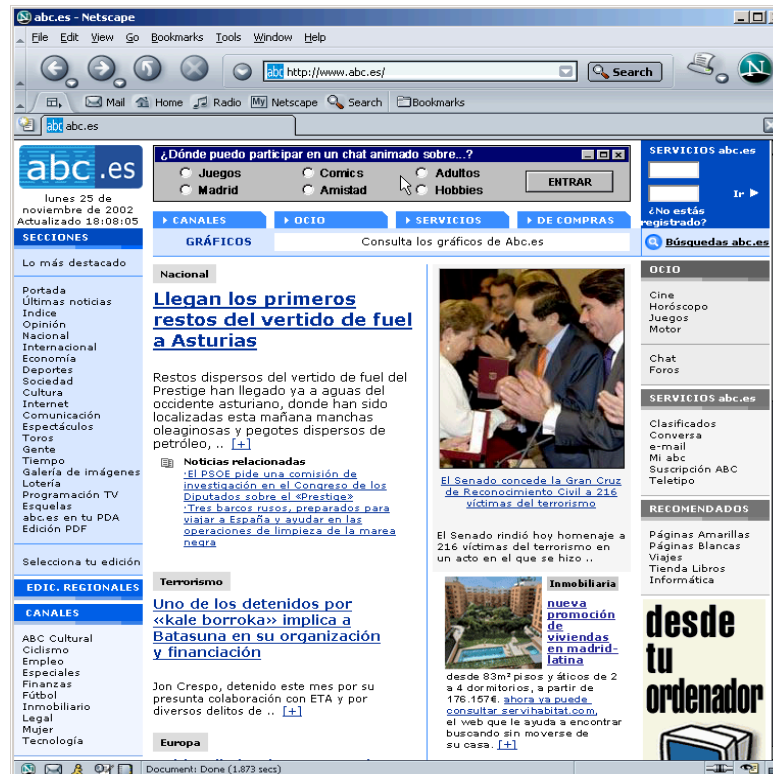 abc.es - Netscape
File Edit View Go Bookmarks Tools Window Help
abc http://www.abc.es/
Search
Mail Home Radio My Netscape Search Bookmarks
abc abc.es
abc.es
lunes 25 de
noviembre de 2002
Actualizado 18:08:05
SECCIONES
Lo más destacado
Portada
Últimas noticias
Indice
Opinión
Nacional
Internacional
Economía
Deportes
Sociedad
Cultura
Internet
Comunicación
Espectáculos
Toros
Gente
Tiempo
Galería de imágenes
Lotería
Programación TV
Esquelas
abc.es en tu PDA
Edición PDF
Selecciona tu edición
EDIC. REGIONALES
CANALES
ABC Cultural
Ciclismo
Empleo
Especiales
Finanzas
Fútbol
Inmobiliario
Legal
Mujer
Tecnología
¿Dónde puedo participar en un chat animado sobre...?
Juegos Comics Adultos
Madrid Amistad Hobbies
ENTRAR
CANALES OCIO SERVICIOS DE COMPRAS
GRÁFICOS Consulta los gráficos de Abc.es
Nacional
Llegan los primeros
restos del vertido de fuel
a Asturias
Restos dispersos del vertido de fuel del
Prestige han llegado ya a aguas del
occidente asturiano, donde han sido
localizadas esta mañana manchas
oleaginosas y pegotes dispersos de
petróleo, .. [+]
Noticias relacionadas
·El PSOE pide una comisión de
investigación en el Congreso de los
Diputados sobre el «Prestige»
·Tres barcos rusos, preparados para
viajar a España y ayudar en las
operaciones de limpieza de la marea
negra
Terrorismo
Uno de los detenidos por
«kale borroka» implica a
Batasuna en su organización
y financiación
Jon Crespo, detenido este mes por su
presunta colaboración con ETA y por
diversos delitos de .. [+]
Europa
El Senado concede la Gran Cruz
de Reconocimiento Civil a 216
víctimas del terrorismo
El Senado rindió hoy homenaje a
216 víctimas del terrorismo en
un acto en el que se hizo ..
Inmobiliaria
nueva
promoción
de
viviendas
en madrid-
latina
desde 83m² pisos y áticos de 2
a 4 dormitorios, a partir de
176.157€. ahora ya puede
consultar servihabitat.com,
el web que le ayuda a encontrar
buscando sin moverse de
su casa. [+]
SERVICIOS abc.es
Ir
¿No estás
registrado?
Búsquedas abc.es
OCIO
Cine
Horóscopo
Juegos
Motor
Chat
Foros
SERVICIOS abc.es
Clasificados
Conversa
e-mail
Mi abc
Suscripción ABC
Teletipo
RECOMENDADOS
Páginas Amarillas
Páginas Blancas
Viajes
Tienda Libros
Informática
desde
tu
ordenador
Document: Done (1.873 secs)